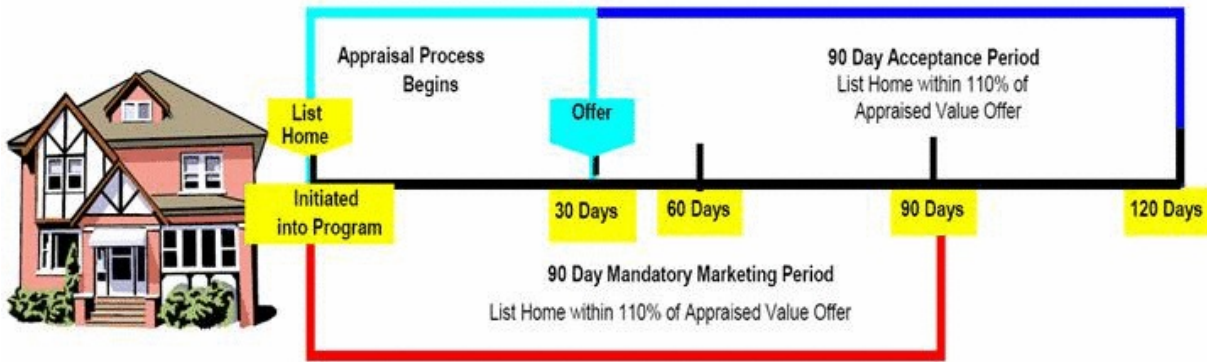 Appraisal Process
Begins
90 Day Acceptance Period
List Home within 110% of
Appraised Value Offer
List
Home
Offer
Initiated
into Program
30 Days
60 Days
90 Days
120 Days
90 Day Mandatory Marketing Period
List Home within 110% of Appraised Value Offer